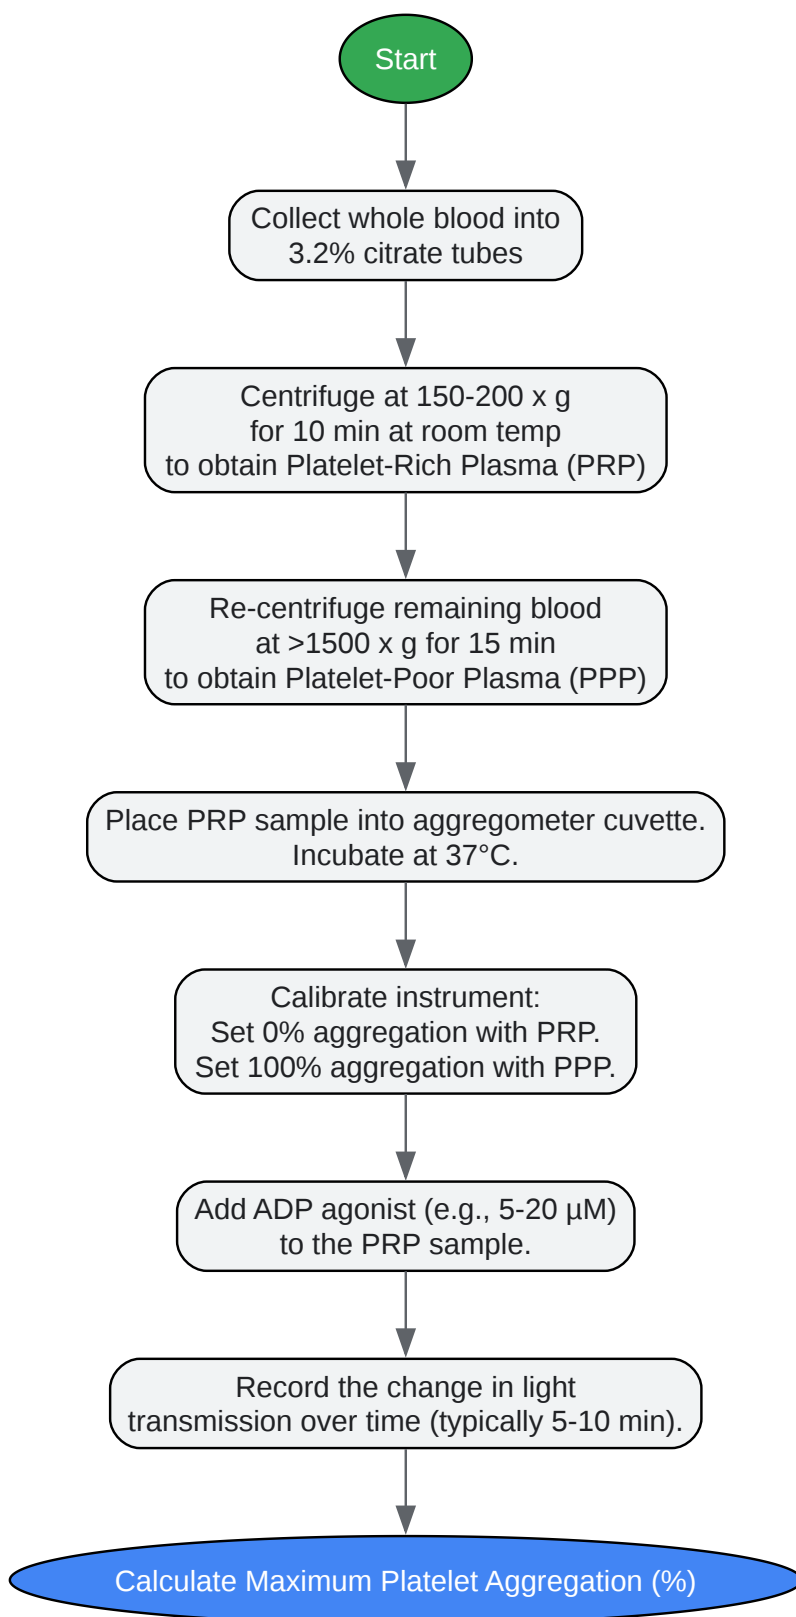 Start
Collect whole blood into
3.2% citrate tubes
Centrifuge at 150-200 x g
for 10 min at room temp
to obtain Platelet-Rich Plasma (PRP)
Re-centrifuge remaining blood
at >1500 x g for 15 min
to obtain Platelet-Poor Plasma (PPP)
Place PRP sample into aggregometer cuvette.
Incubate at 37°C.
Calibrate instrument:
Set 0% aggregation with PRP.
Set 100% aggregation with PPP.
Add ADP agonist (e.g., 5-20 µM)
to the PRP sample.
Record the change in light
transmission over time (typically 5-10 min).
Calculate Maximum Platelet Aggregation (%)